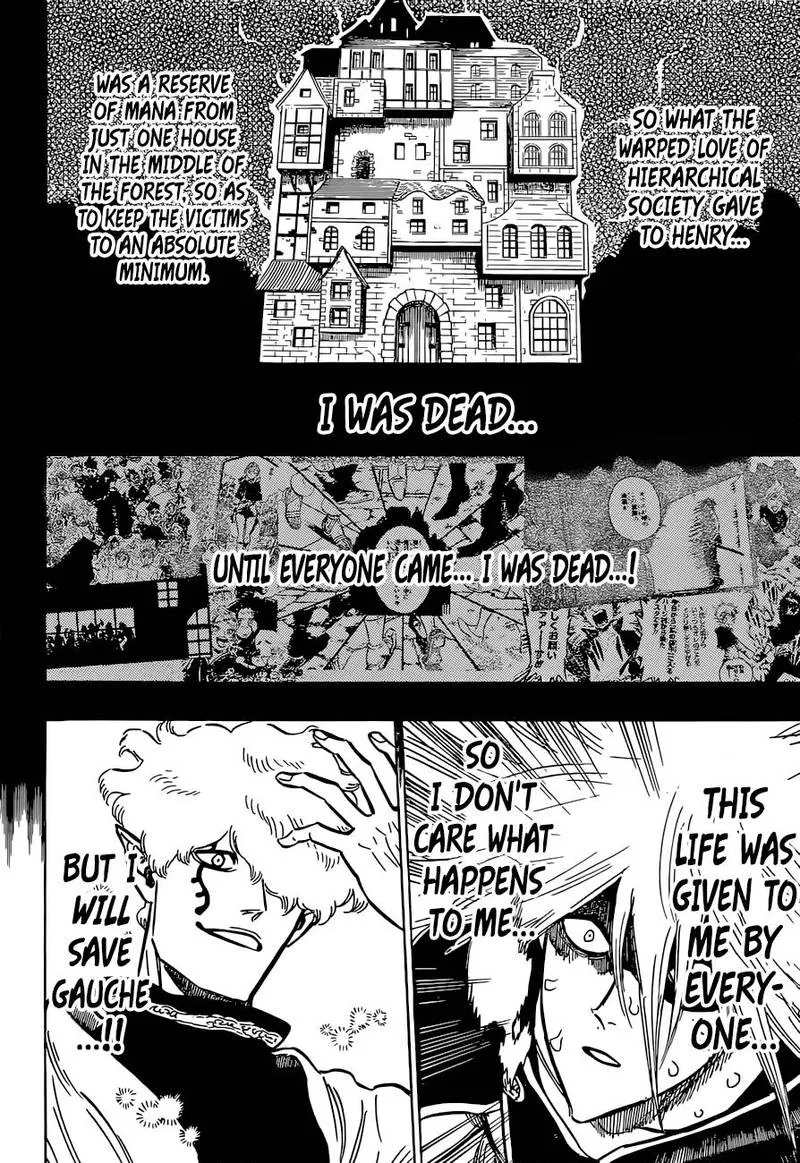 SO WHAT THE
WARPED LOVE OF
HIERARCHICAL
SOCIETY GAVE
TO HENRY...
WAS A RESERVE
OF MANA FROM
JUST ONE HOUSE
IN THE MIDDLE OF
THE FOREST, SO AS
TO KEEP THE VICTIMS
TO AN ABSOLUTE
MINIMUM.
I WAS DEAD...
UNTIL EVERYONE CAME... I WAS DEAD...!
THIS
LIFE WAS
GIVEN TO
ME BY
EVERY-
ONE...
SO
I DON'T
CARE WHAT
HAPPENS
TO ME...
BUT I
WILL
SAVE
GAUCHE
...!!